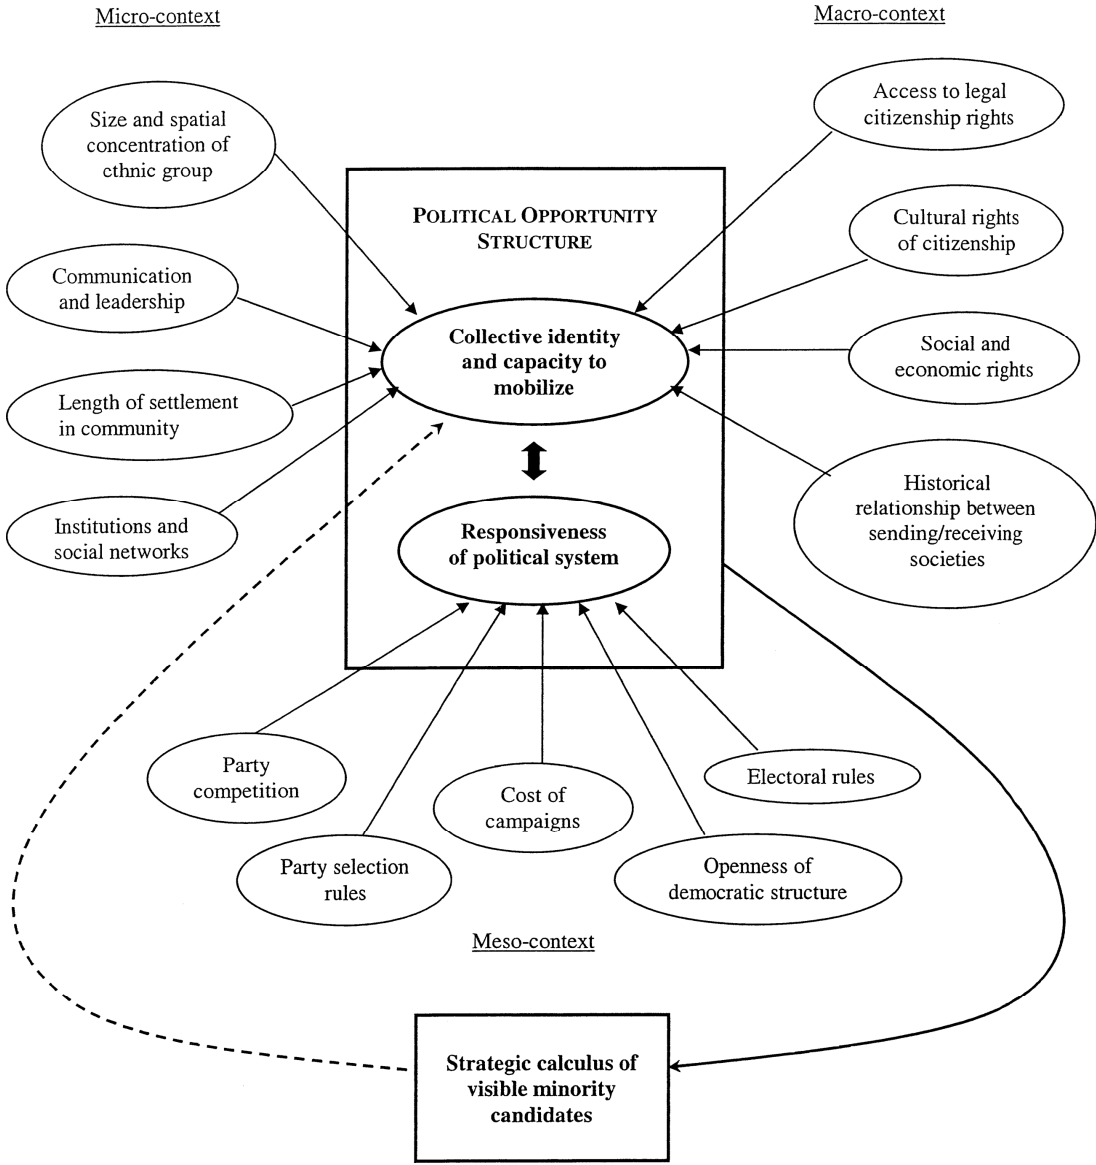 Micro-context
Macro-context
Size and spatial
concentration of
ethnic group
Access to legal
citizenship rights
POLITICAL OPPORTUNITY
STRUCTURE
Cultural rights
of citizenship
Communication
and leadership
Collective identity
and capacity to
mobilize
Social and
economic rights
Length of settlement
in community
Historical
relationship between
sending/receiving
societies
Institutions and
social networks
Responsiveness
of political system
Party
competition
Cost of
campaigns
Electoral rules
Party selection
rules
Openness of
democratic structure
Meso-context
Strategic calculus of
visible minority
candidates